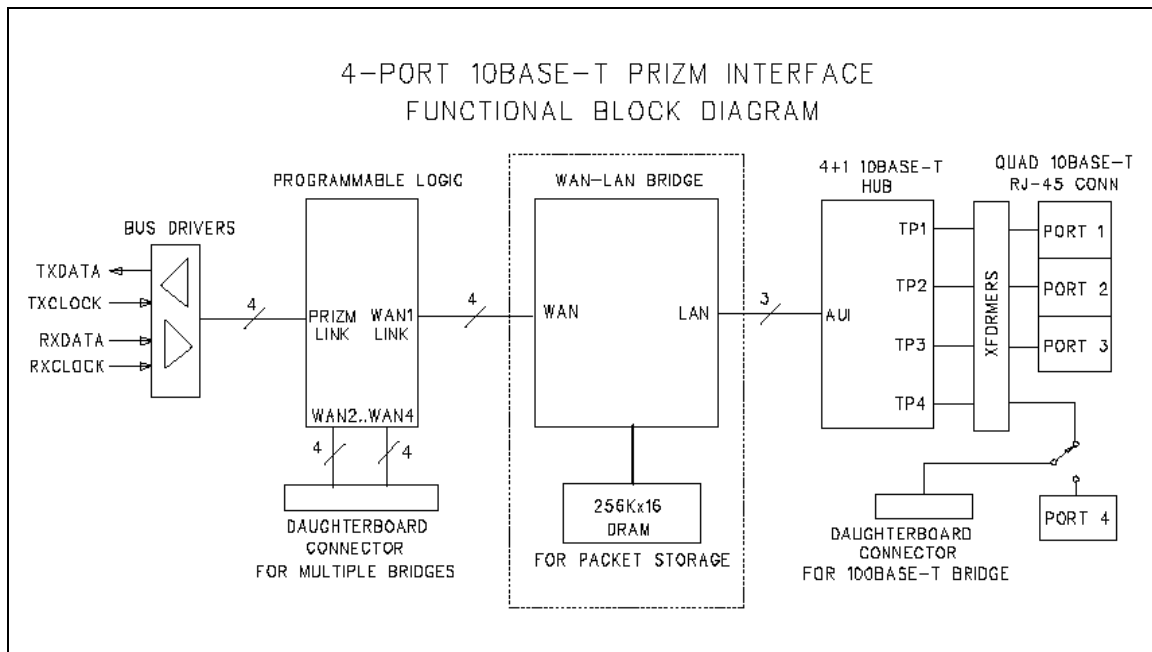 4-PORT 10BASE-T PRIZM INTERFACE
FUNCTIONAL BLOCK DIAGRAM
BUS DRIVERS
TXDATA
TXCLOCK
RXDATA
RXCLOCK
4
PROGRAMMABLE LOGIC
PRIZM
LINK
WAN1
LINK
WAN2..WAN4
4
4
DAUGHTERBOARD
CONNECTOR
FOR MULTIPLE BRIDGES
4
WAN-LAN BRIDGE
WAN
LAN
256Kx16
DRAM
FOR PACKET STORAGE
3
4+1 10BASE-T
HUB
AUI
TP1
TP2
TP3
TP4
XFORMERS
QUAD 10BASE-T
RJ-45 CONN
PORT 1
PORT 2
PORT 3
PORT 4
DAUGHTERBOARD
CONNECTOR
FOR 100BASE-T BRIDGE